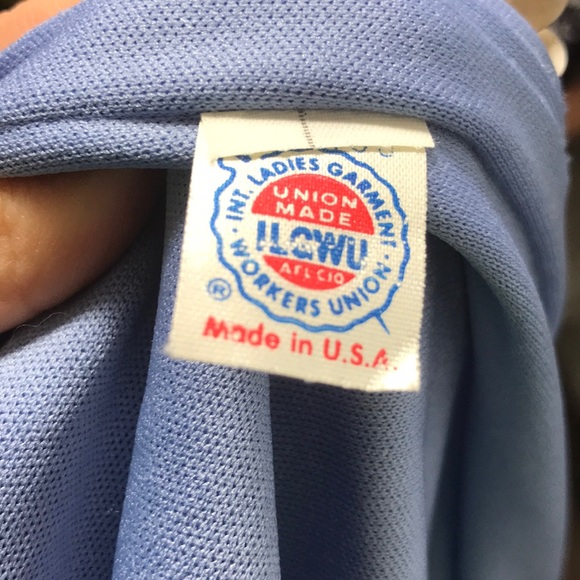 INT. LADIES GARMENT
UNION
MADE
ILGWU
AFL CIO
WORKERS UNION
®
Made in U.S.A.